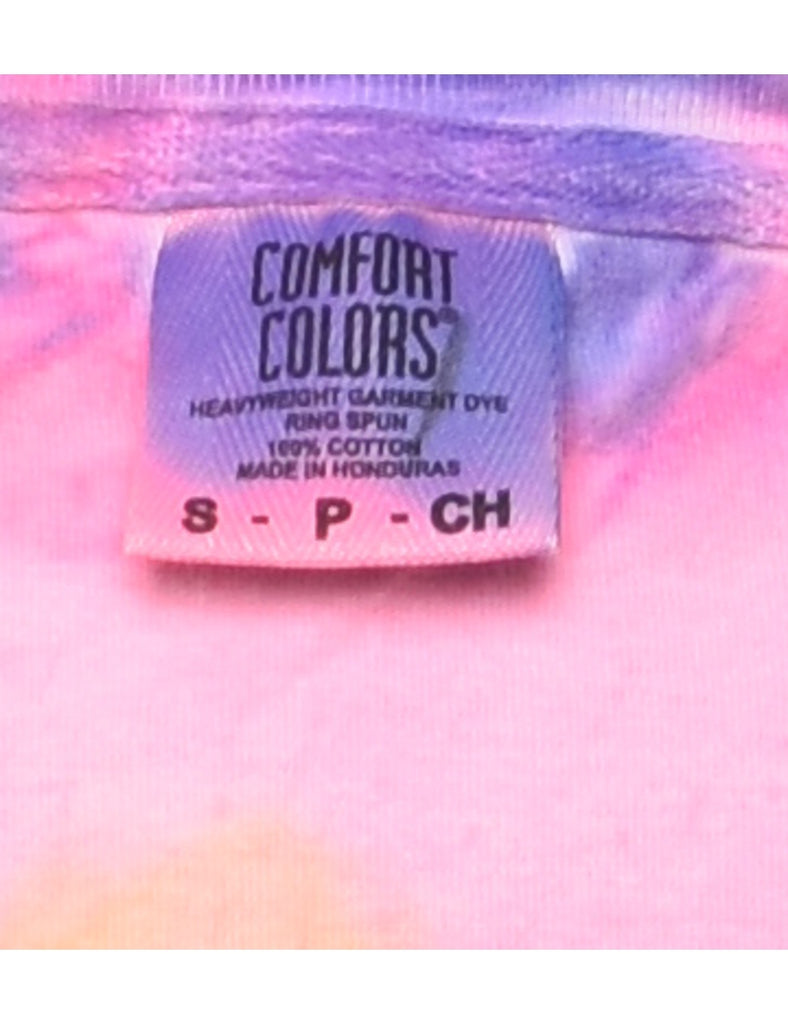 COMFORT
COLORS®
HEAVYWEIGHT GARMENT DYE
RING SPUN
100% COTTON
MADE IN HONDURAS
S - P - CH